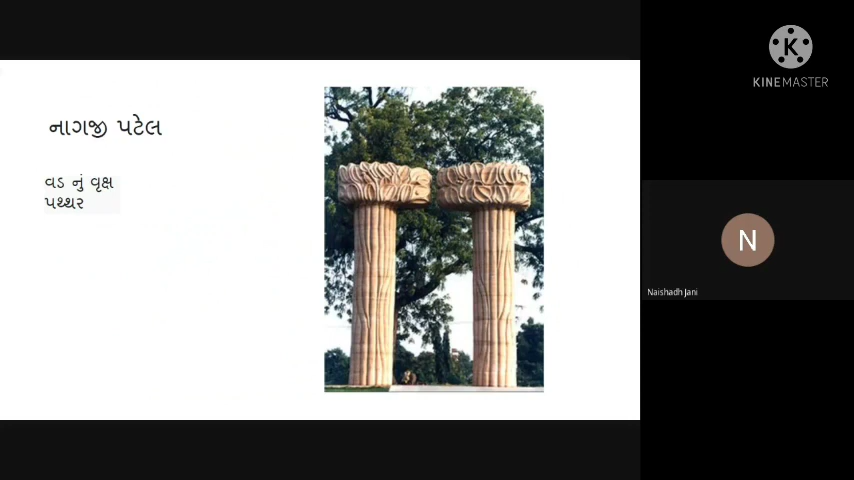 નાગજી પટેલ
વડ નું વૃક્ષ
પથ્થર
K
KINEMASTER
N
Naishadh Jani